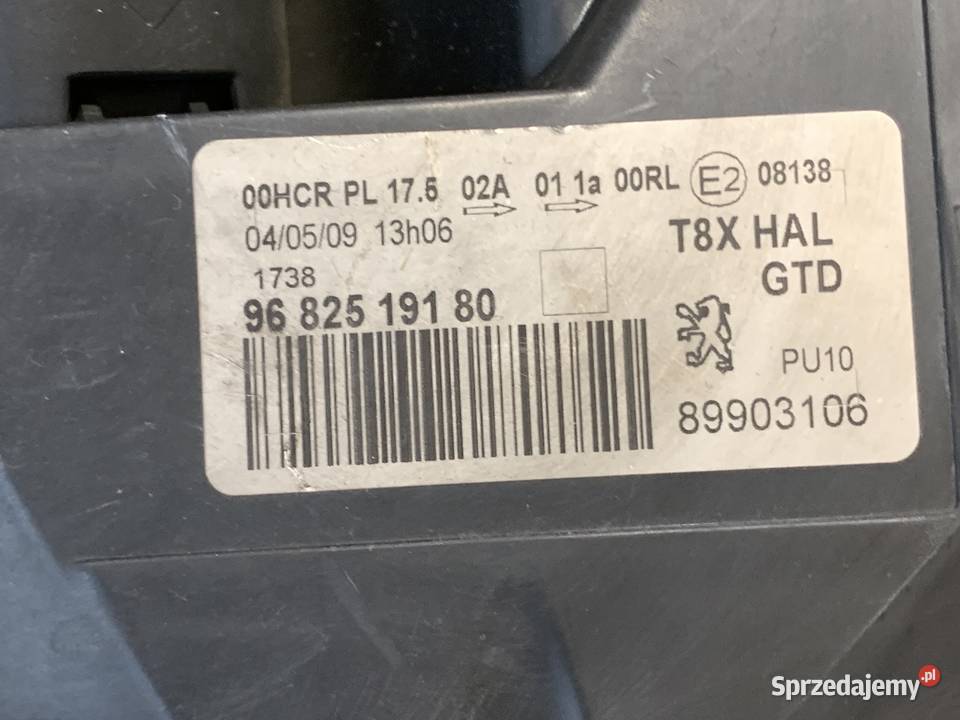 00HCR PL 17.5 02A 01 1a 00RL E2 08138
04/05/09 13h06
T8X HAL
1738
GTD
96 825 191 80
PU10
89903106
Sprzedajemy.pl